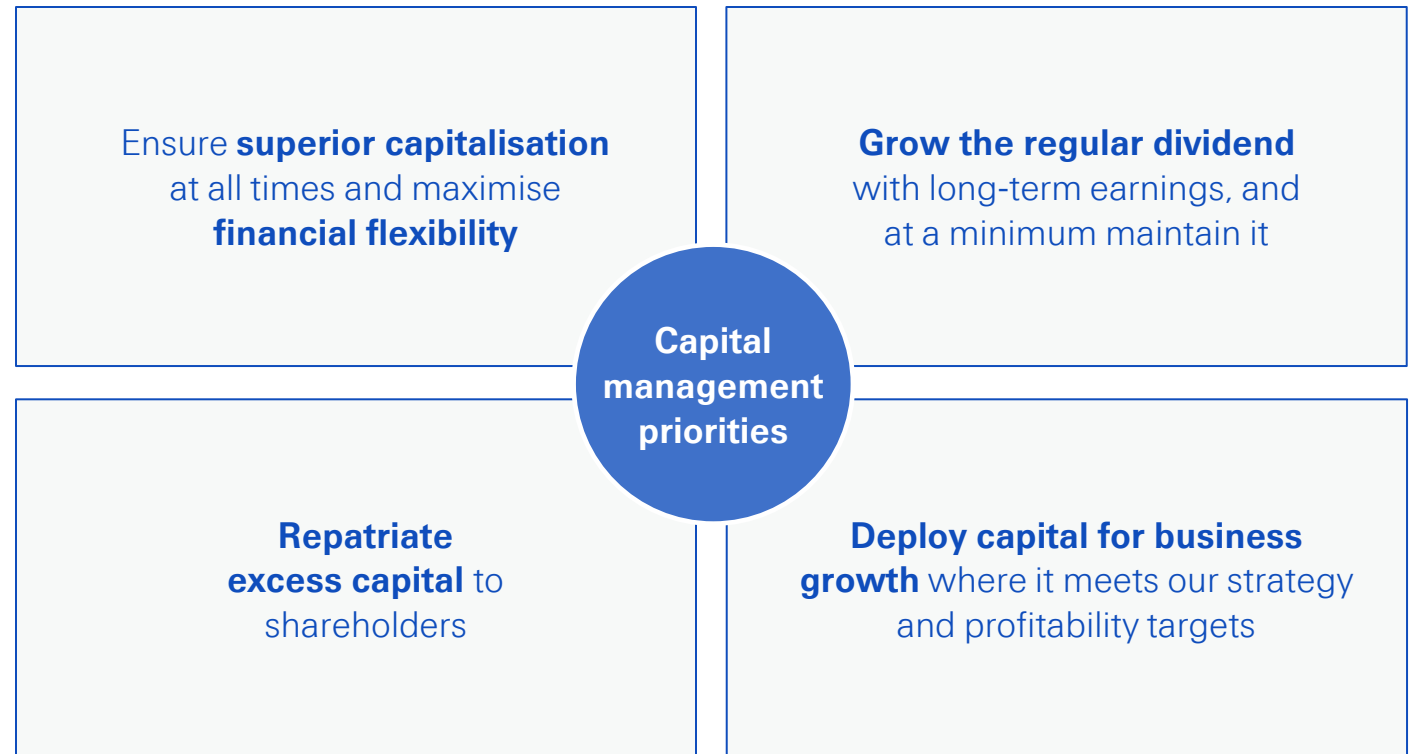 Ensure superior capitalisation
at all times and maximise
financial flexibility
Grow the regular dividend
with long-term earnings, and
at a minimum maintain it
Capital
management
priorities
Repatriate
excess capital to
shareholders
Deploy capital for business
growth where it meets our strategy
and profitability targets